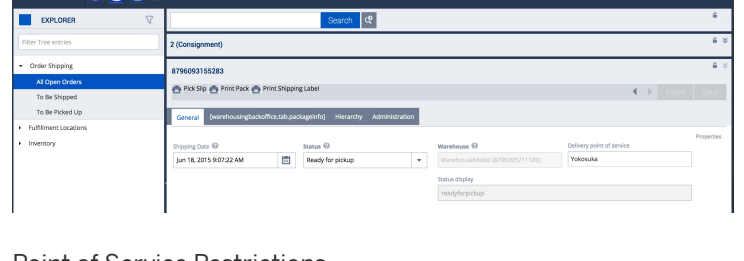 EXPLORER
Search
Filter Tree entries
2 (Consignment)
Order Shipping
8796093155283
All Open Orders
Pick Slip Print Pack Print Shipping Label
Reset Save
To Be Shipped
To Be Picked Up
General [warehousingbackoffice.tab.packageinfo] Hierarchy Administration
Fulfillment Locations
Inventory
Properties
Shipping Date Status Warehouse Delivery point of service
Jun 18, 2015 9:07:22 AM Ready for pickup WarehouseModel (8796095711189) Yokosuka
Status display
readyforpickup
Point of Service Restrictions